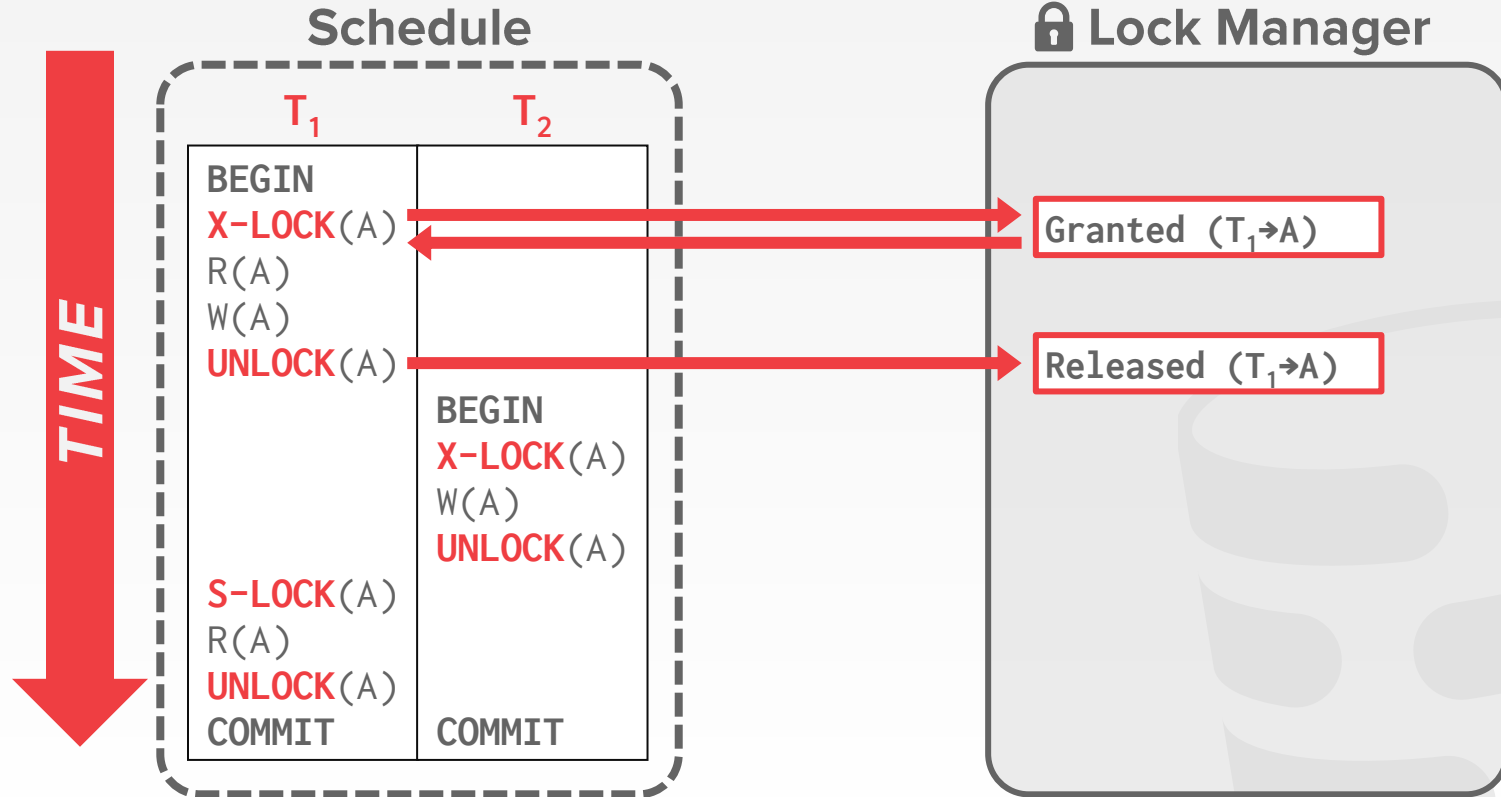 Schedule
Lock Manager
TIME
T1
T2
BEGIN
X-LOCK(A)
R(A)
W(A)
UNLOCK(A)
BEGIN
X-LOCK(A)
W(A)
UNLOCK(A)
S-LOCK(A)
R(A)
UNLOCK(A)
COMMIT
COMMIT
Granted (T1→A)
Released (T1→A)